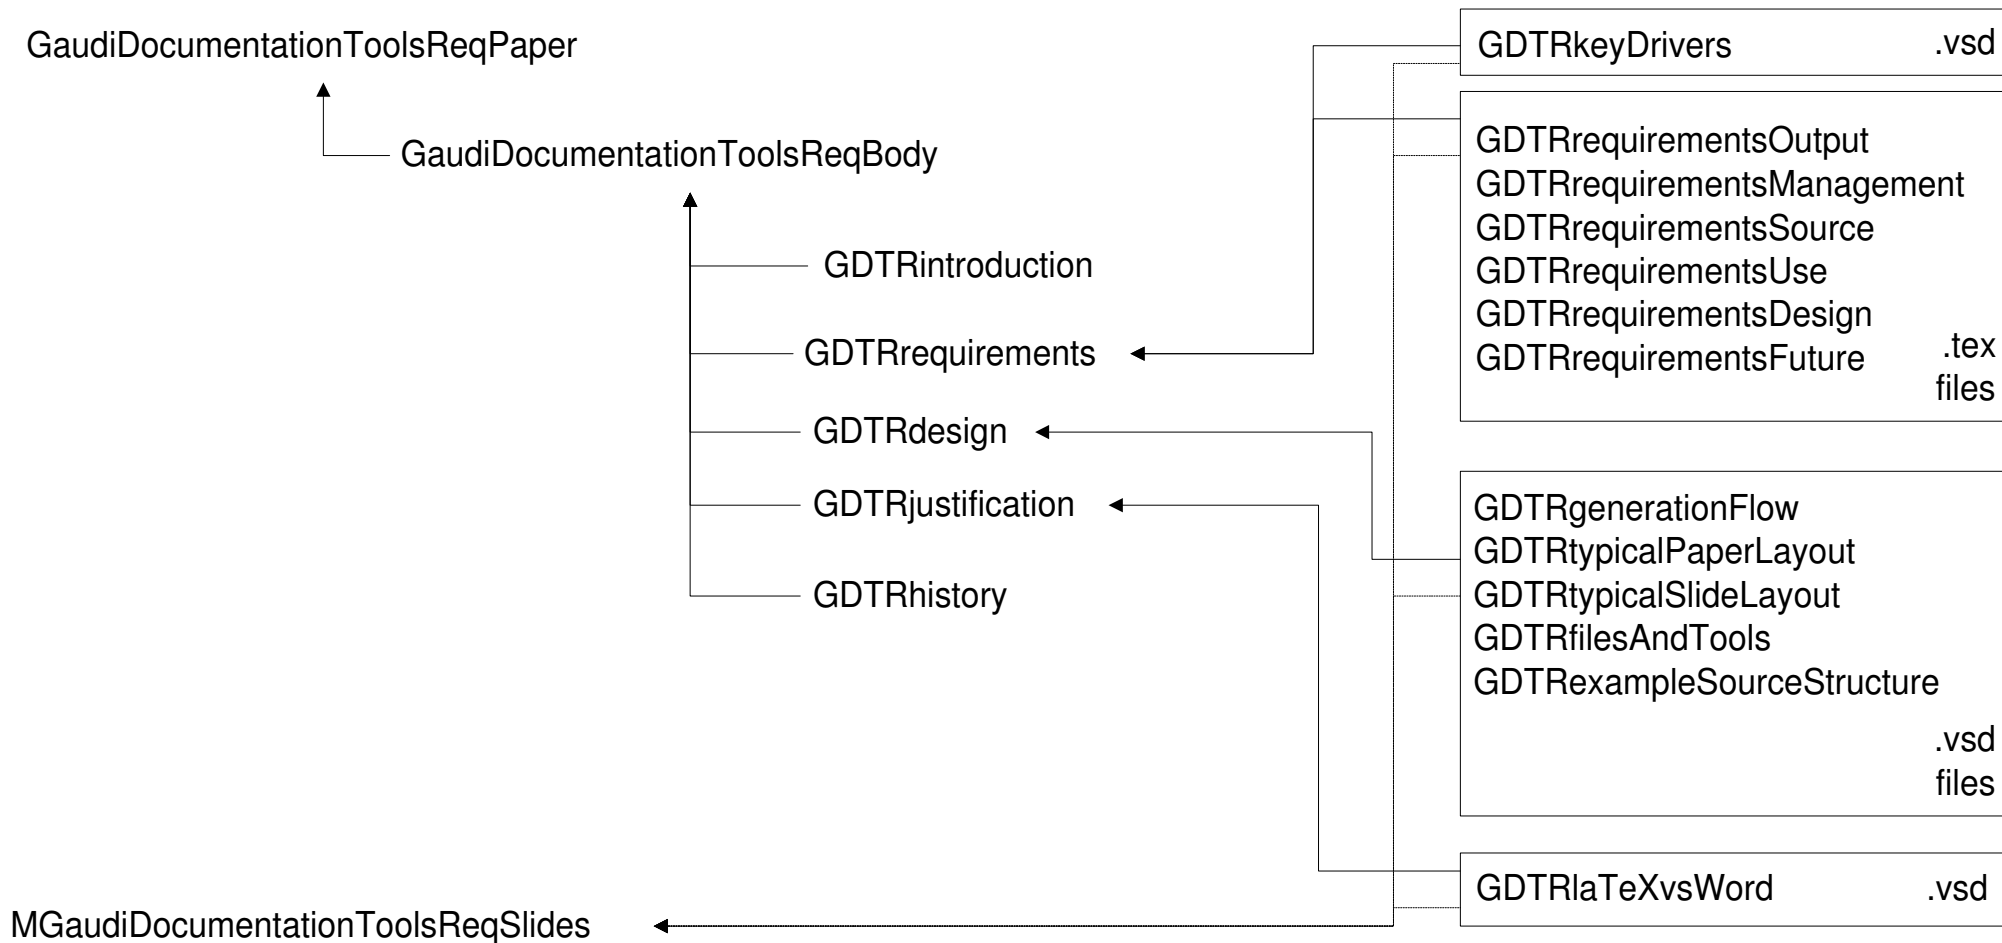 GaudiDocumentationToolsReqPaper
GaudiDocumentationToolsReqBody
GDTRintroduction
GDTRrequirements
GDTRdesign
GDTRjustification
GDTRhistory
MGaudiDocumentationToolsReqSlides
GDTRkeyDrivers .vsd
GDTRrequirementsOutput
GDTRrequirementsManagement
GDTRrequirementsSource
GDTRrequirementsUse
GDTRrequirementsDesign
GDTRrequirementsFuture
.tex
files
GDTRgenerationFlow
GDTRtypicalPaperLayout
GDTRtypicalSlideLayout
GDTRfilesAndTools
GDTRexampleSourceStructure
.vsd
files
GDTRlaTeXvsWord .vsd